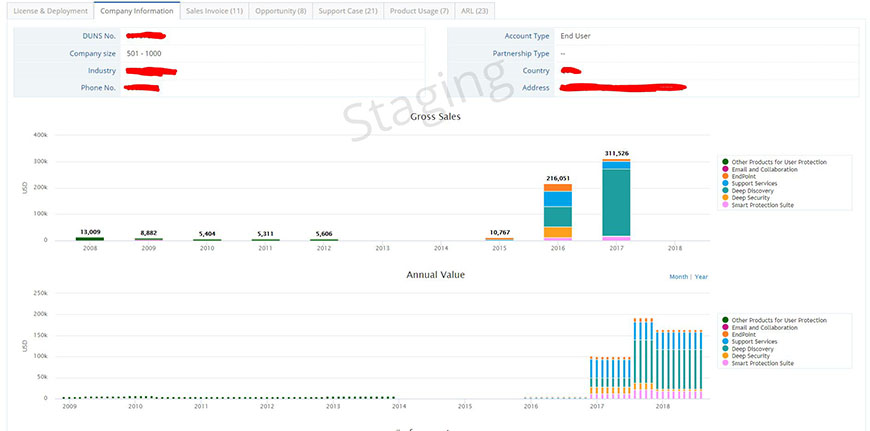 License & Deployment Company Information Sales Invoice (11) Opportunity (8) Support Case (21) Product Usage (7) ARL (23)
DUNS No. Account Type End User
Company size 501 - 1000 Partnership Type --
Industry Country
Phone No. Address
Staging
Gross Sales
400k
300k
200k
100k
0
USD
13,009
8,882
5,404
5,311
5,606
10,767
216,051
311,526
2008 2009 2010 2011 2012 2013 2014 2015 2016 2017 2018
Other Products for User Protection
Email and Collaboration
EndPoint
Support Services
Deep Discovery
Deep Security
Smart Protection Suite
Annual Value
Month | Year
250k
200k
150k
100k
50k
0
USD
2009 2010 2011 2012 2013 2014 2015 2016 2017 2018
Other Products for User Protection
Email and Collaboration
EndPoint
Support Services
Deep Discovery
Deep Security
Smart Protection Suite